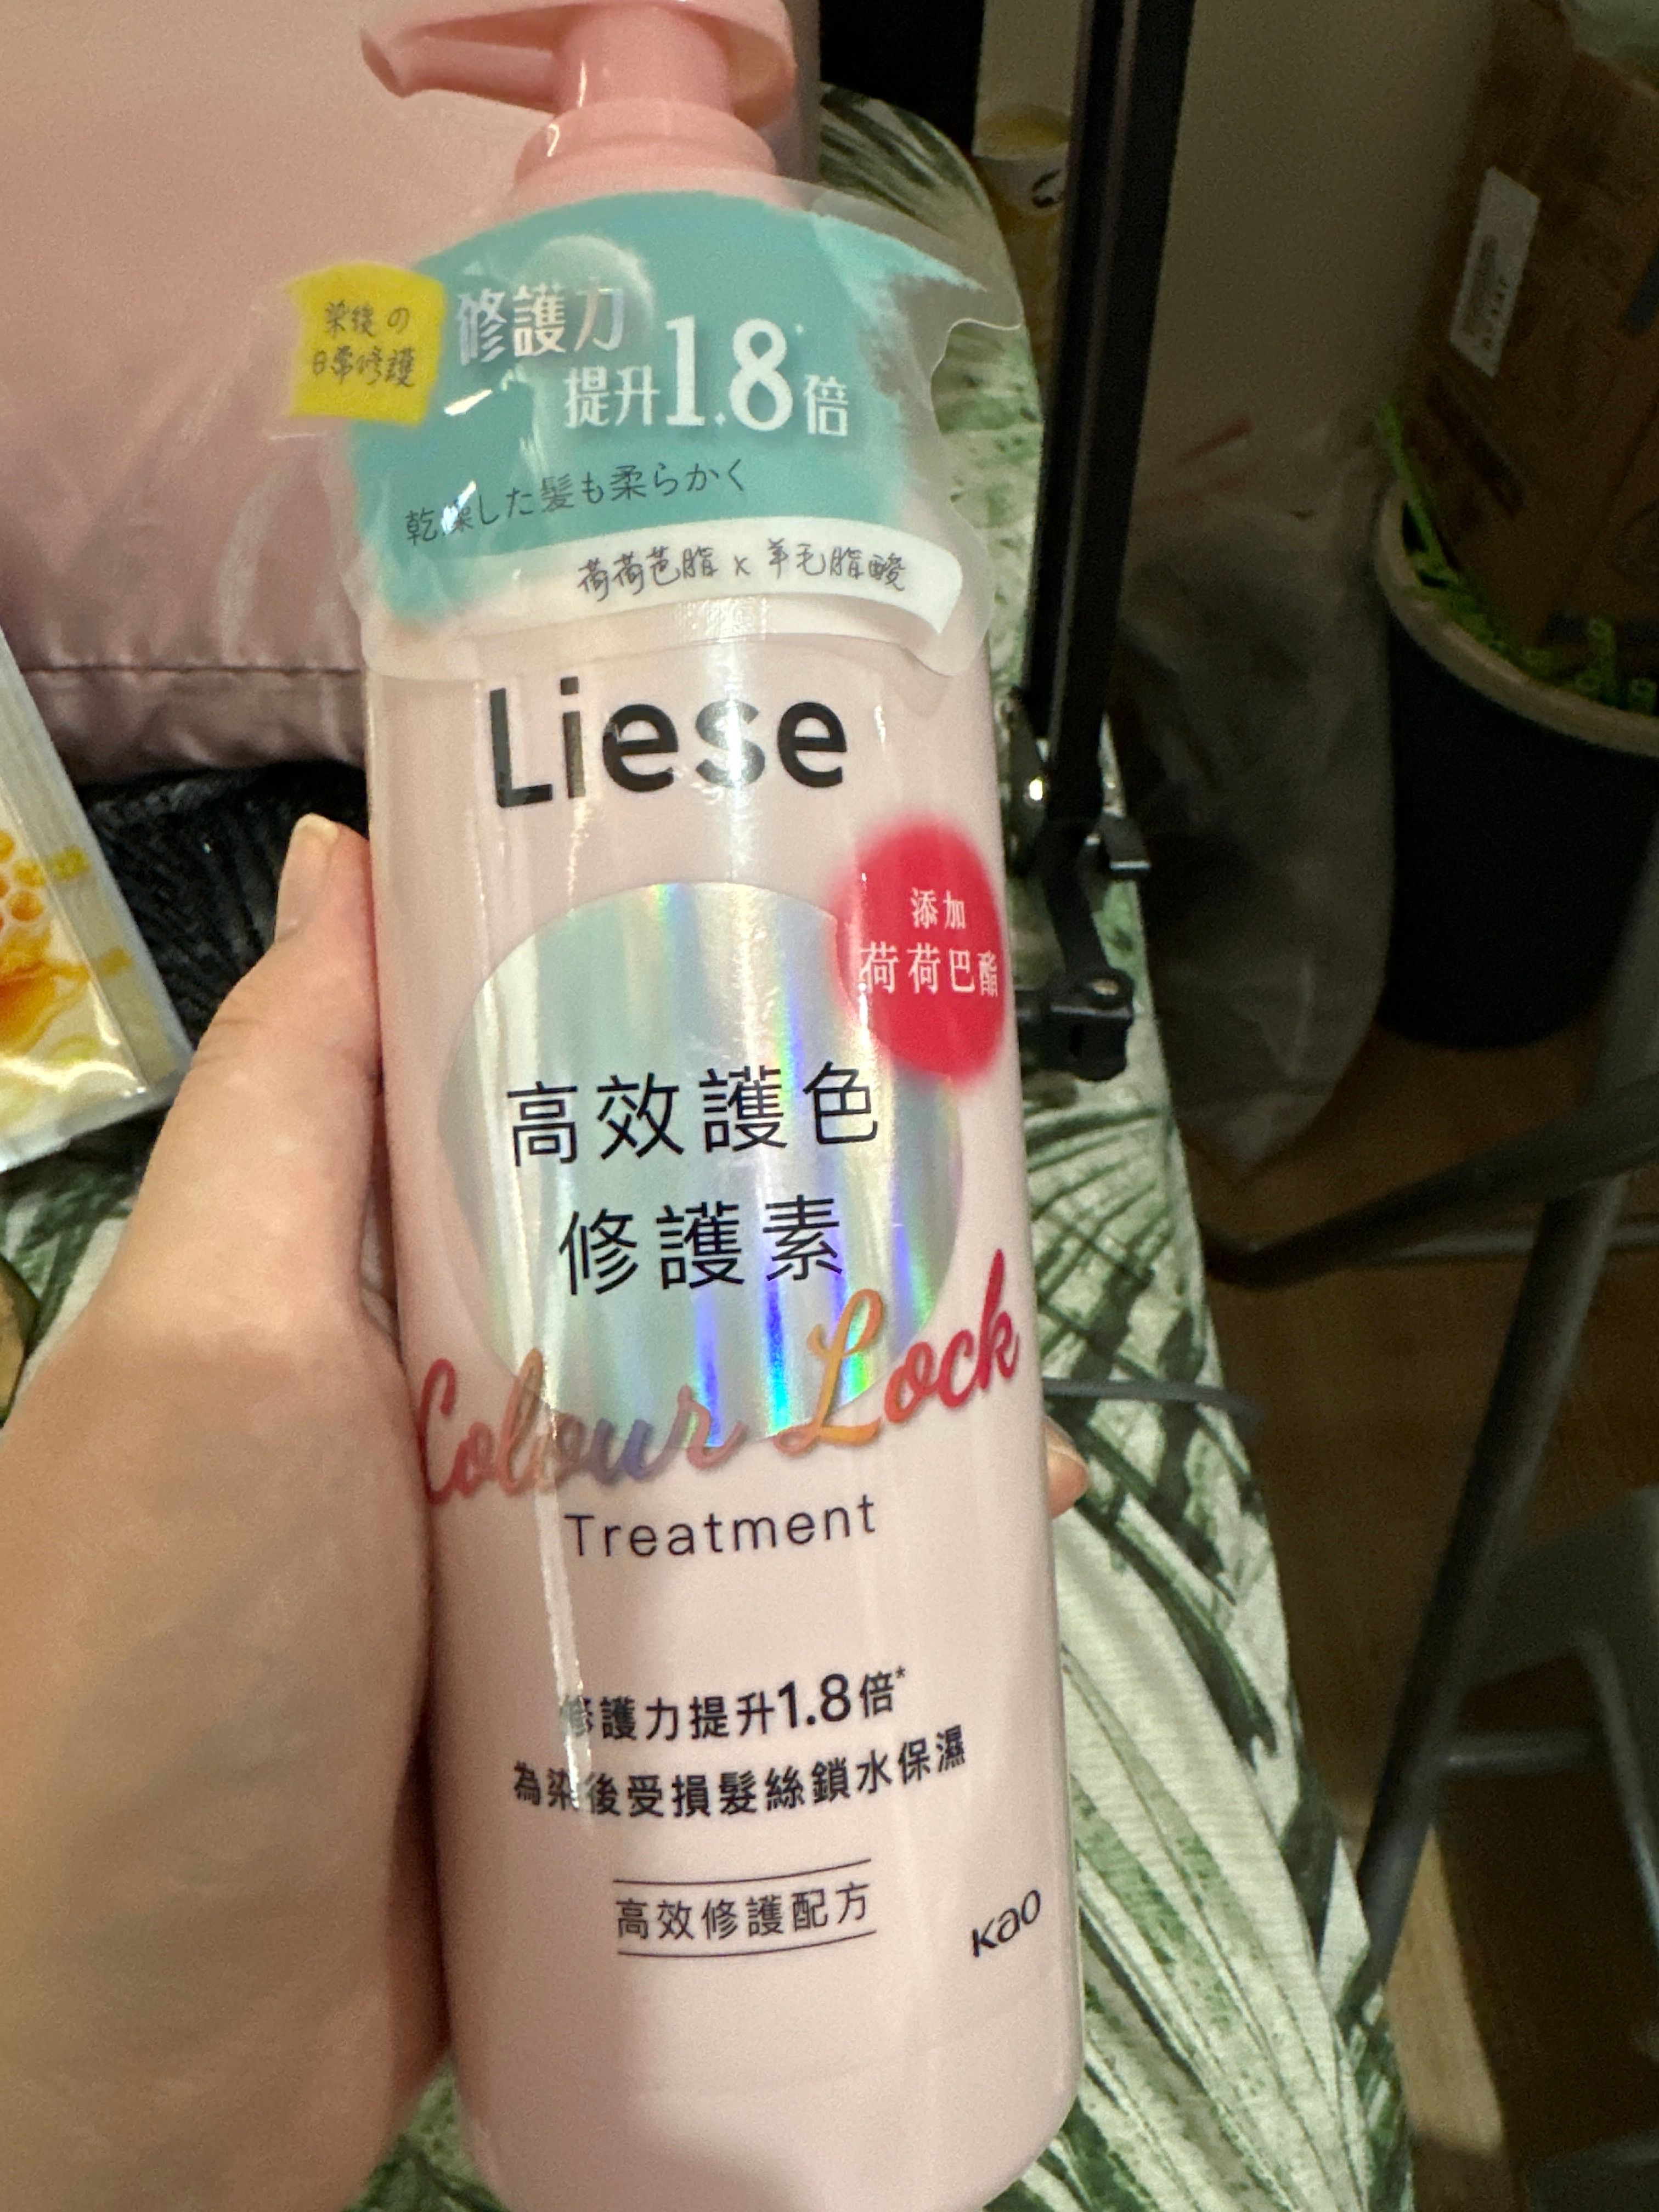 染後の
日常修護
修護力
提升1.8倍
乾燥した髪も柔らかく
荷荷芭脂 x 羊毛脂酸
Liese
添加
荷荷巴酯
高效護色
修護素
Colour Lock
Treatment
修護力提升1.8倍*
為染後受損髮絲鎖水保濕
高效修護配方
Kao